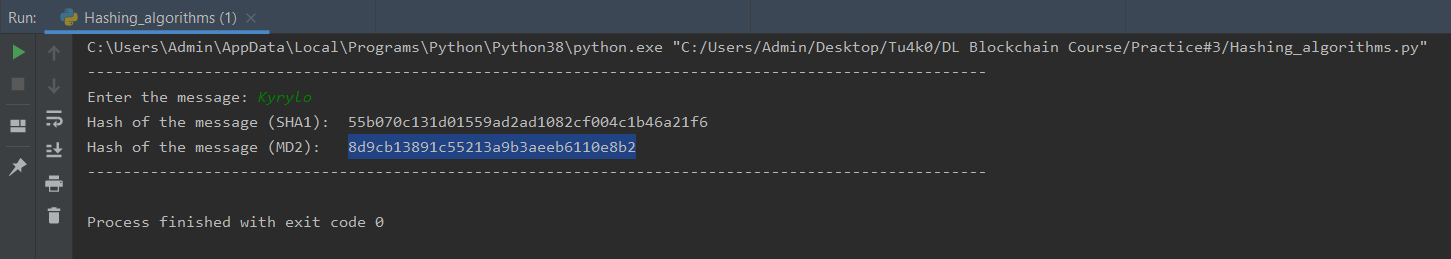 Run: Hashing_algorithms (1) ×
C:\Users\Admin\AppData\Local\Programs\Python\Python38\python.exe "C:/Users/Admin/Desktop/Tu4k0/DL Blockchain Course/Practice#3/Hashing_algorithms.py"
----------------------------------------------------------------------------------------------------
Enter the message: Kyrylo
Hash of the message (SHA1):  55b070c131d01559ad2ad1082cf004c1b46a21f6
Hash of the message (MD2):   8d9cb13891c55213a9b3aeeb6110e8b2
----------------------------------------------------------------------------------------------------
Process finished with exit code 0